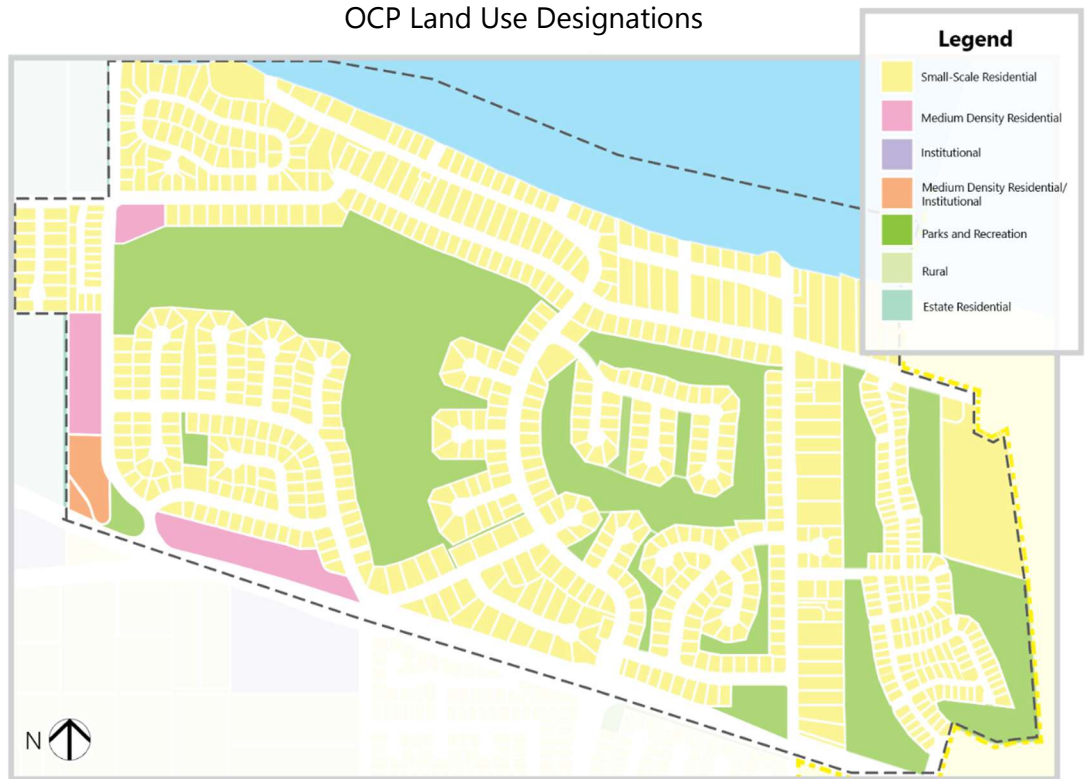 OCP Land Use Designations
Legend
Small-Scale Residential
Medium Density Residential
Institutional
Medium Density Residential/
Institutional
Parks and Recreation
Rural
Estate Residential
N